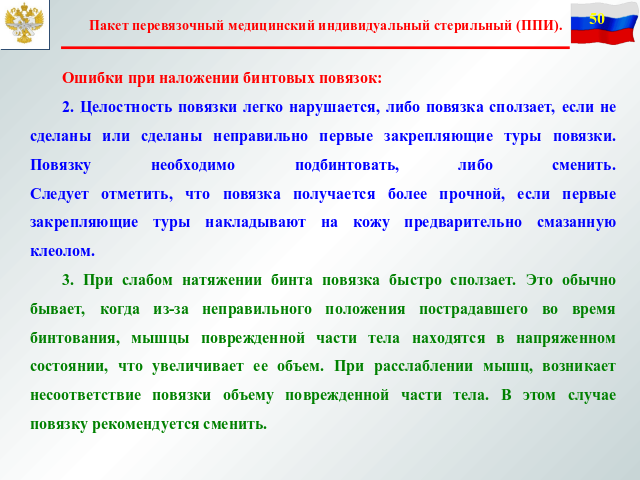 Пакет перевязочный медицинский индивидуальный стерильный (ППИ).
50
Ошибки при наложении бинтовых повязок:
2. Целостность повязки легко нарушается, либо повязка сползает, если не
сделаны или сделаны неправильно первые закрепляющие туры повязки.
Повязку необходимо подбинтовать, либо сменить.
Следует отметить, что повязка получается более прочной, если первые
закрепляющие туры накладывают на кожу предварительно смазанную
клеолом.
3. При слабом натяжении бинта повязка быстро сползает. Это обычно
бывает, когда из-за неправильного положения пострадавшего во время
бинтования, мышцы поврежденной части тела находятся в напряженном
состоянии, что увеличивает ее объем. При расслаблении мышц, возникает
несоответствие повязки объему поврежденной части тела. В этом случае
повязку рекомендуется сменить.